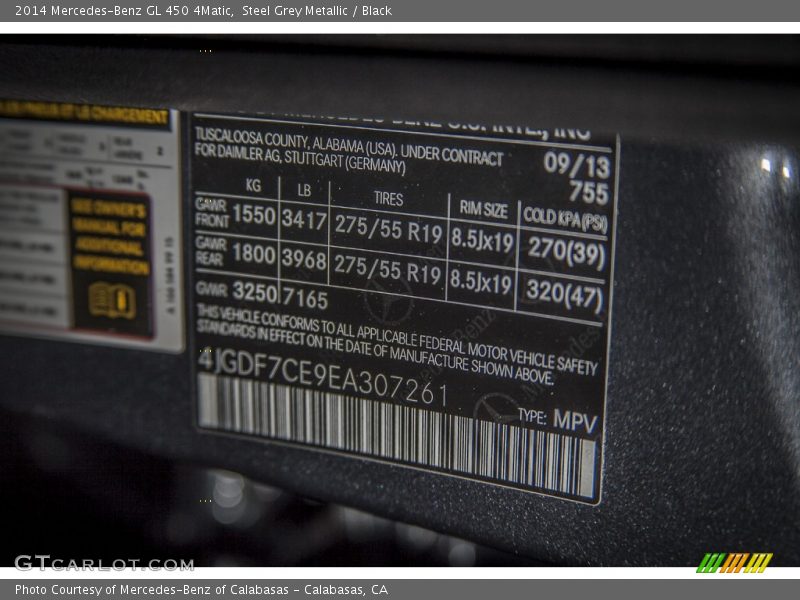 2014 Mercedes-Benz GL 450 4Matic, Steel Grey Metallic / Black
TUSCALOOSA COUNTY, ALABAMA (USA). UNDER CONTRACT
FOR DAIMLER AG, STUTTGART (GERMANY)
09/13
755
KG LB TIRES RIM SIZE COLD KPA(PSI)
GAWR FRONT 1550 3417 275/55 R19 8.5Jx19 270(39)
GAWR REAR 1800 3968 275/55 R19 8.5Jx19 320(47)
GVWR 3250 7165
THIS VEHICLE CONFORMS TO ALL APPLICABLE FEDERAL MOTOR VEHICLE SAFETY
STANDARDS IN EFFECT ON THE DATE OF MANUFACTURE SHOWN ABOVE.
4JGDF7CE9EA307261
TYPE: MPV
SEE OWNER'S
MANUAL FOR
ADDITIONAL
INFORMATION
GTCARLOT.COM
Photo Courtesy of Mercedes-Benz of Calabasas - Calabasas, CA